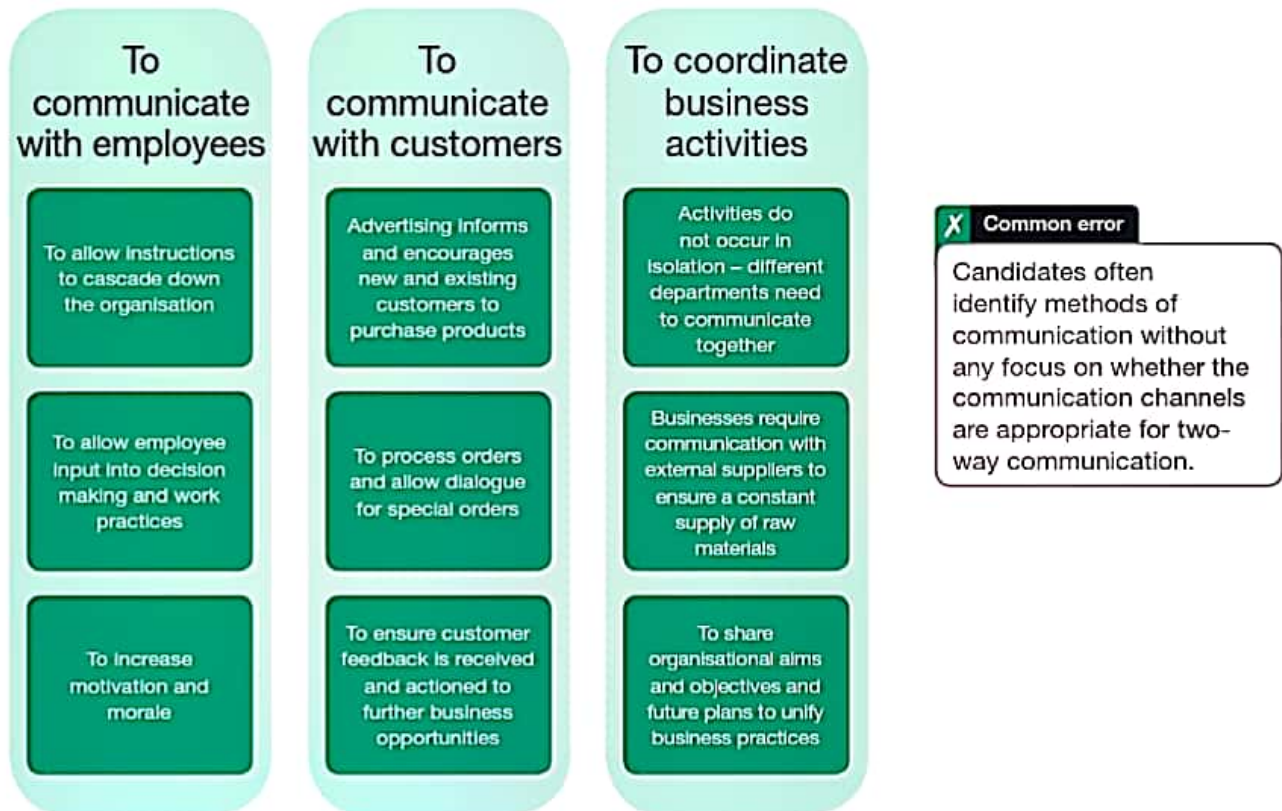 To
communicate
with employees
To allow instructions
to cascade down
the organisation
To allow employee
input into decision
making and work
practices
To increase
motivation and
morale
To
communicate
with customers
Advertising informs
and encourages
new and existing
customers to
purchase products
To process orders
and allow dialogue
for special orders
To ensure customer
feedback is received
and actioned to
further business
opportunities
To coordinate
business
activities
Activities do
not occur in
isolation – different
departments need
to communicate
together
Businesses require
communication with
external suppliers to
ensure a constant
supply of raw
materials
To share
organisational aims
and objectives and
future plans to unify
business practices
X Common error
Candidates often
identify methods of
communication without
any focus on whether the
communication channels
are appropriate for two-
way communication.